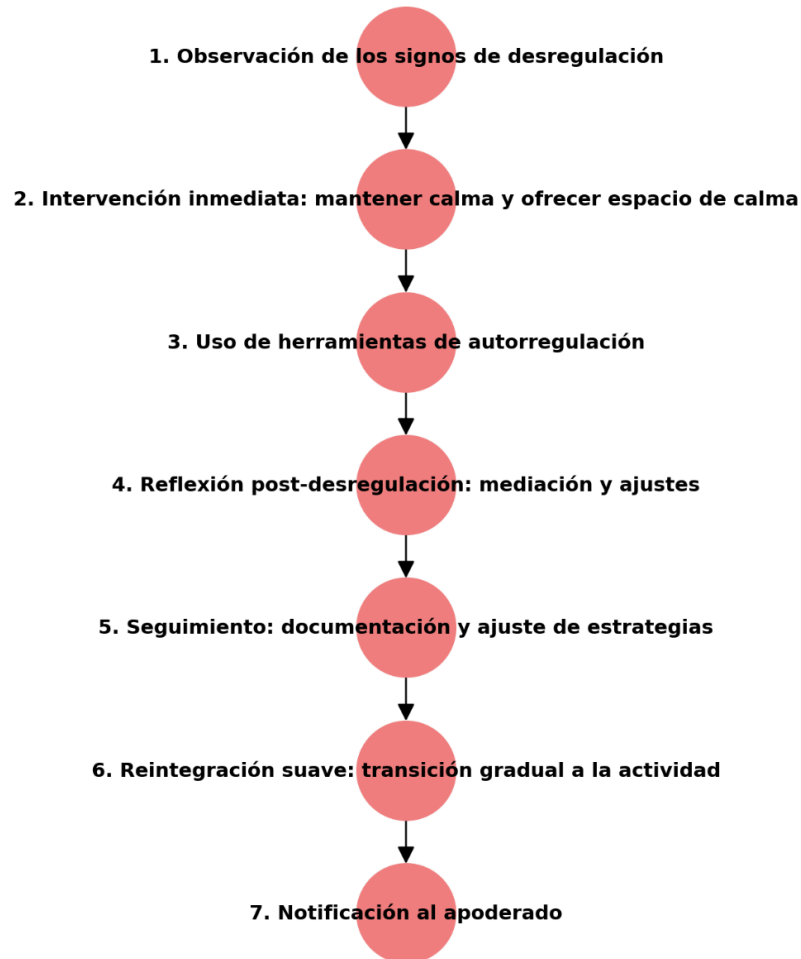 1. Observación de los signos de desregulación
2. Intervención inmediata: mantener calma y ofrecer espacio de calma
3. Uso de herramientas de autorregulación
4. Reflexión post-desregulación: mediación y ajustes
5. Seguimiento: documentación y ajuste de estrategias
6. Reintegración suave: transición gradual a la actividad
7. Notificación al apoderado